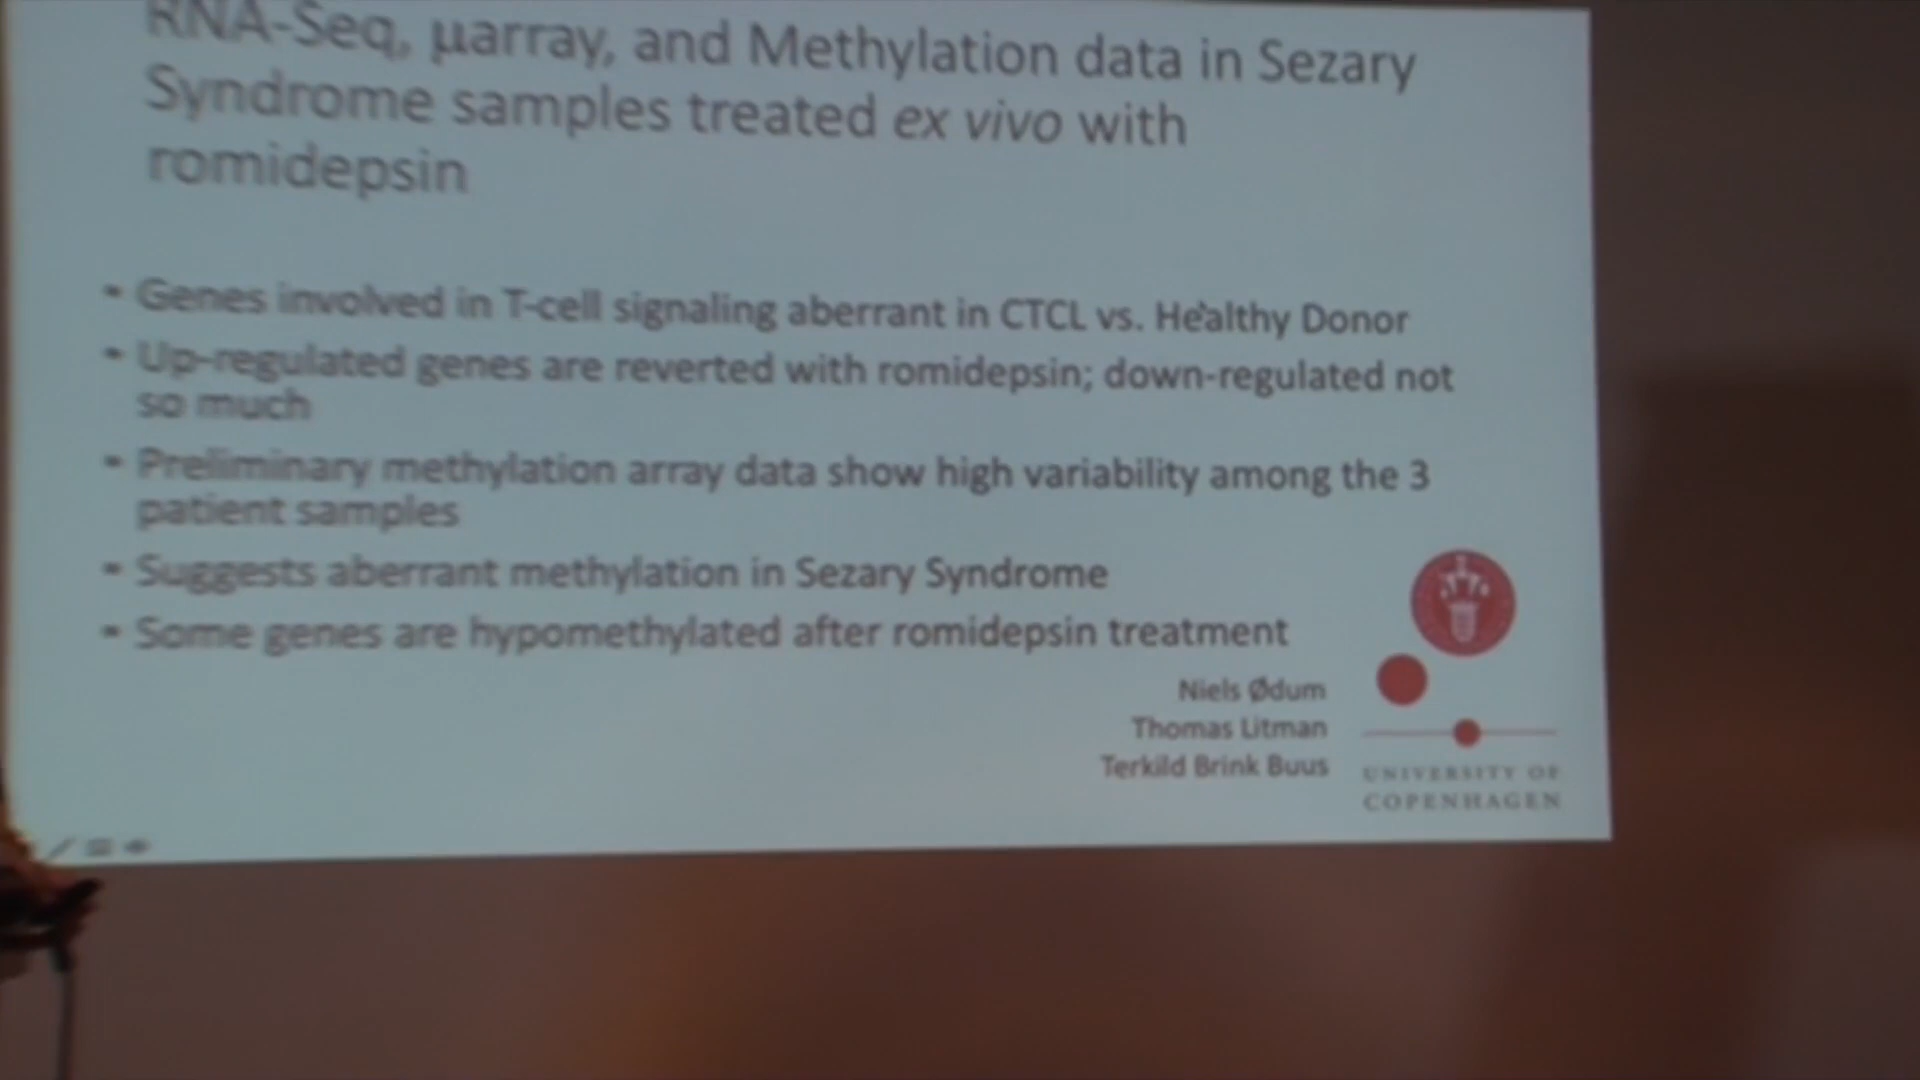 RNA-Seq, μarray, and Methylation data in Sezary
Syndrome samples treated ex vivo with
romidepsin
- Genes involved in T-cell signaling aberrant in CTCL vs. Healthy Donor
- Up-regulated genes are reverted with romidepsin; down-regulated not
so much
- Preliminary methylation array data show high variability among the 3
patient samples
- Suggests aberrant methylation in Sezary Syndrome
- Some genes are hypomethylated after romidepsin treatment
Niels Ødum
Thomas Litman
Terkild Brink Buus
UNIVERSITY OF
COPENHAGEN